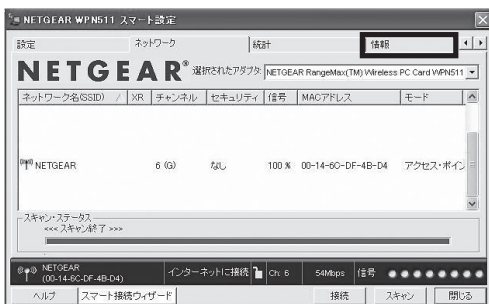 NETGEAR WPN511 スマート設定
設定 ネットワーク 統計 情報
NETGEAR® 選択されたアダプタ: NETGEAR RangeMax(TM) Wireless PC Card WPN511
ネットワーク名(SSID) / XR チャンネル セキュリティ 信号 MACアドレス モード
NETGEAR 6 (G) なし 100 % 00-14-6C-DF-4B-D4 アクセス・ポイン
スキャン・ステータス
<<< スキャン終了 >>>
NETGEAR
(00-14-6C-DF-4B-D4) インターネットに接続 Ch: 6 54Mbps 信号
ヘルプ スマート接続ウィザード 接続 スキャン 閉じる